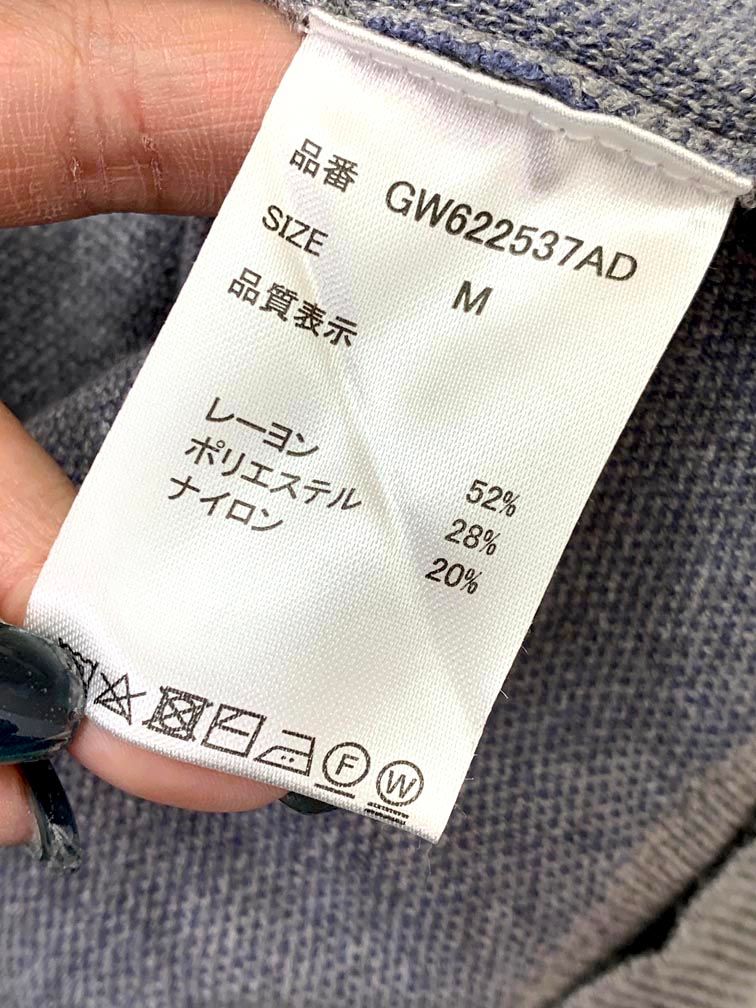 品番 GW622537AD
SIZE M
品質表示
レーヨン 52%
ポリエステル 28%
ナイロン 20%
F W